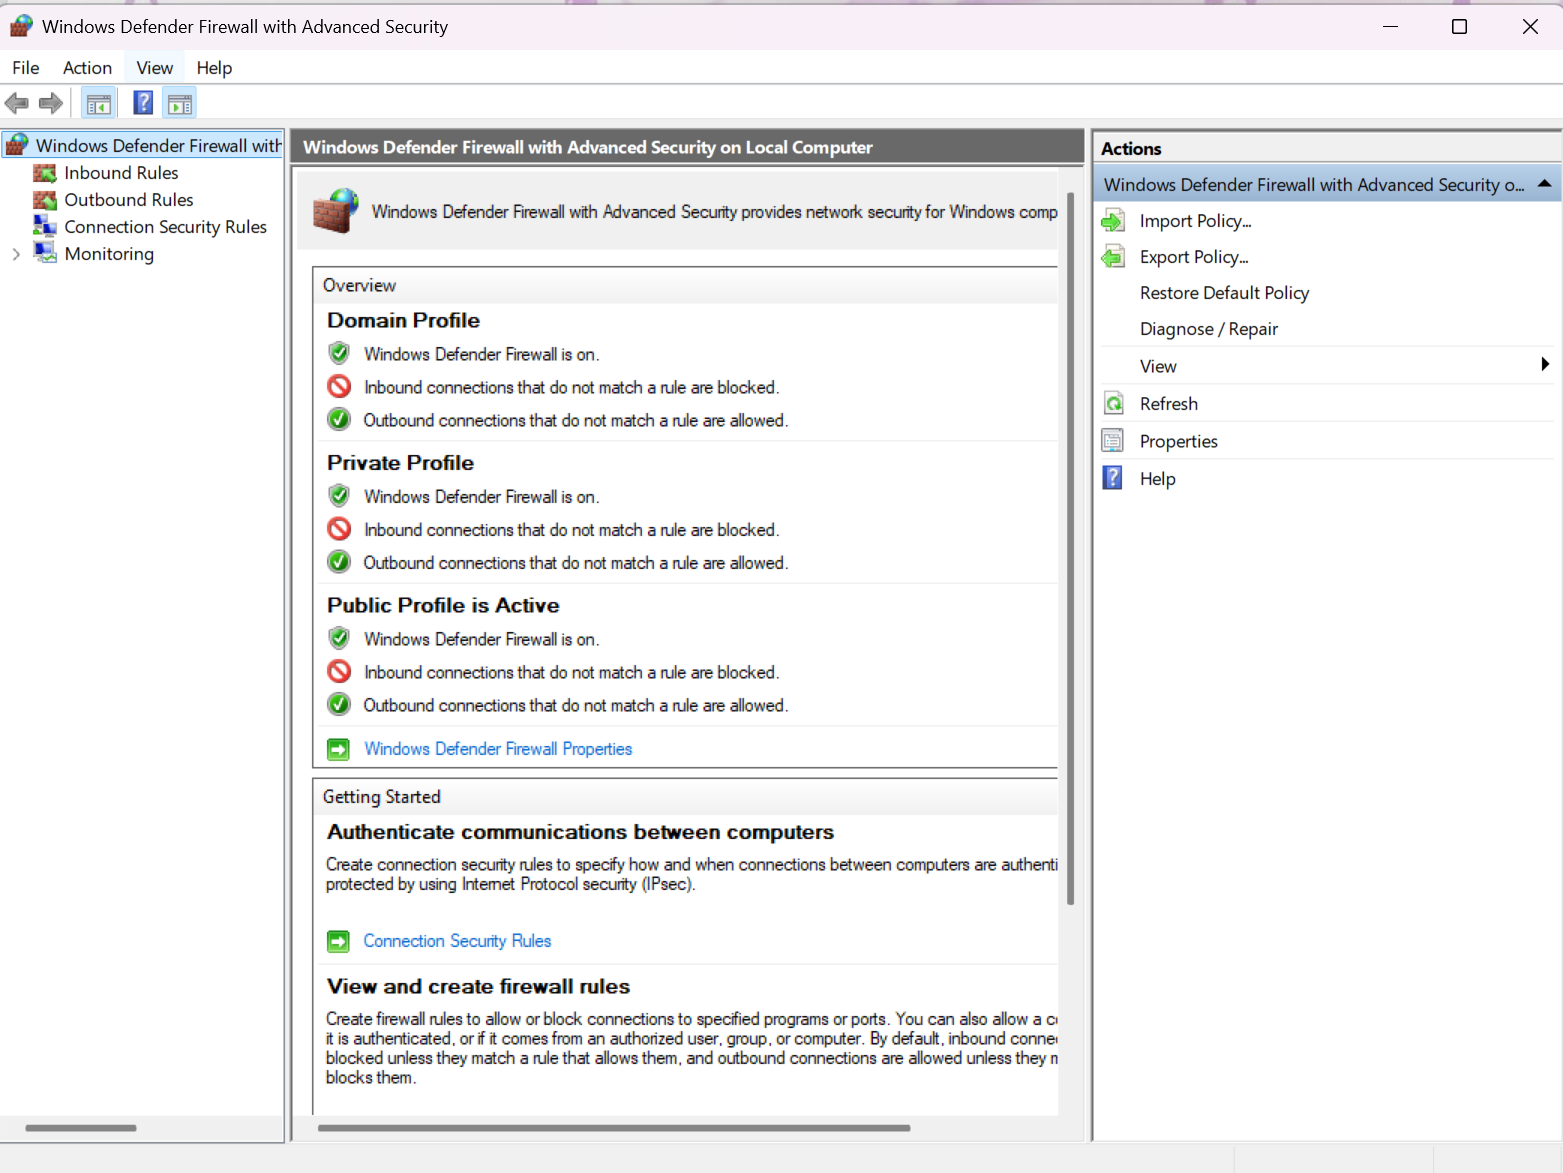 Windows Defender Firewall with Advanced Security
File Action View Help
Windows Defender Firewall with
Inbound Rules
Outbound Rules
Connection Security Rules
Monitoring
Windows Defender Firewall with Advanced Security on Local Computer
Windows Defender Firewall with Advanced Security provides network security for Windows comp
Overview
Domain Profile
Windows Defender Firewall is on.
Inbound connections that do not match a rule are blocked.
Outbound connections that do not match a rule are allowed.
Private Profile
Windows Defender Firewall is on.
Inbound connections that do not match a rule are blocked.
Outbound connections that do not match a rule are allowed.
Public Profile is Active
Windows Defender Firewall is on.
Inbound connections that do not match a rule are blocked.
Outbound connections that do not match a rule are allowed.
Windows Defender Firewall Properties
Getting Started
Authenticate communications between computers
Create connection security rules to specify how and when connections between computers are authenti
protected by using Internet Protocol security (IPsec).
Connection Security Rules
View and create firewall rules
Create firewall rules to allow or block connections to specified programs or ports. You can also allow a c
it is authenticated, or if it comes from an authorized user, group, or computer. By default, inbound conne
blocked unless they match a rule that allows them, and outbound connections are allowed unless they m
blocks them.
Actions
Windows Defender Firewall with Advanced Security o...
Import Policy...
Export Policy...
Restore Default Policy
Diagnose / Repair
View
Refresh
Properties
Help